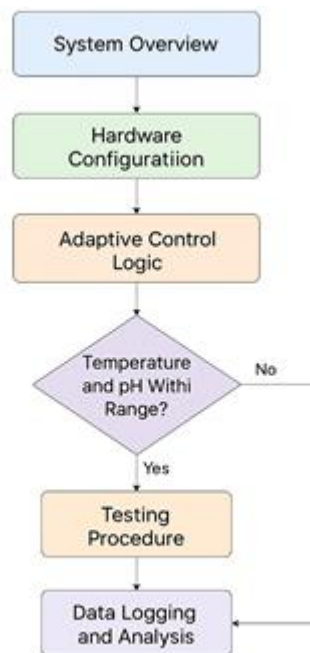 System Overview
Hardware
Configuratiion
Adaptive Control
Logic
Temperature
and pH Withi
Range?
No
Yes
Testing
Procedure
Data Logging
and Analysis